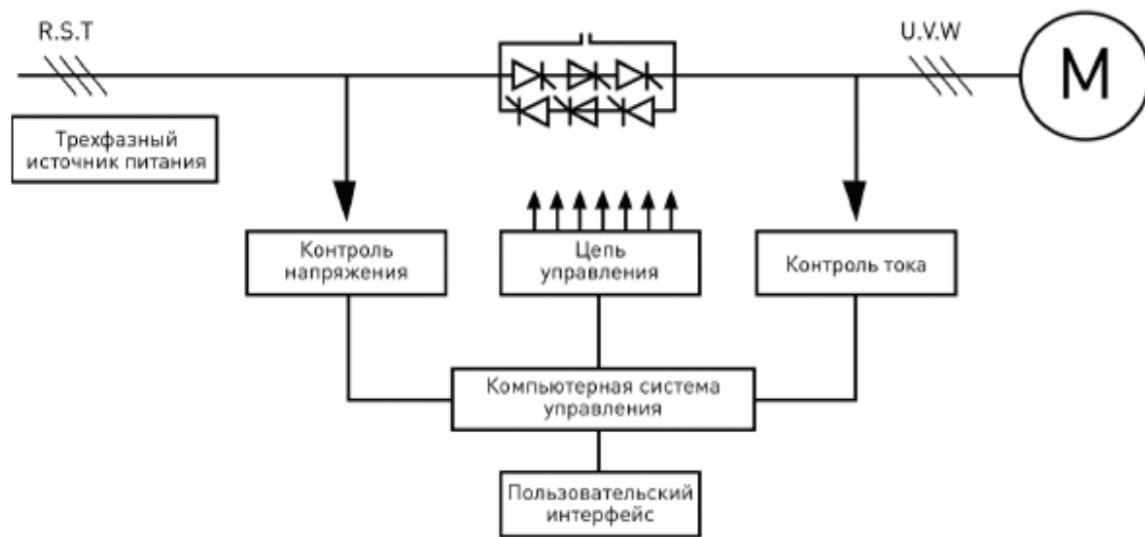 R.S.T
U.V.W
M
Трехфазный
источник питания
Контроль
напряжения
Цепь
управления
Контроль тока
Компьютерная система
управления
Пользовательский
интерфейс